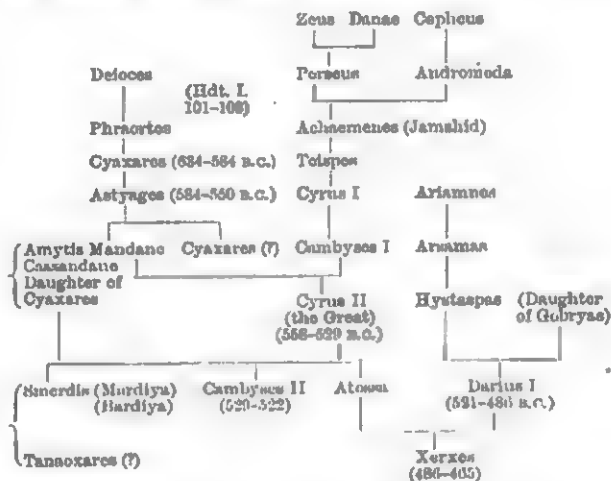 Zeus Danae Cepheus
Deioces Perseus Andromeda
(Hdt. I.
101-108)
Phraortes Achaemenes (Jamshid)
Cyaxares (634-584 B.C.) Teispes
Astyages (584-550 B.C.) Cyrus I Ariamnes
Amytis Mandane Cyaxares (?) Cambyses I Arsames
Cassandane
Daughter of
Cyaxares Cyrus II Hystaspes (Daughter
(the Great) of Gobryas)
(558-529 B.C.)
Smerdis (Mardiya) Cambyses II Atossa Darius I
(Bardiya) (529-522) (521-486 B.C.)
Tanaoxares (?) Xerxes
(486-465)